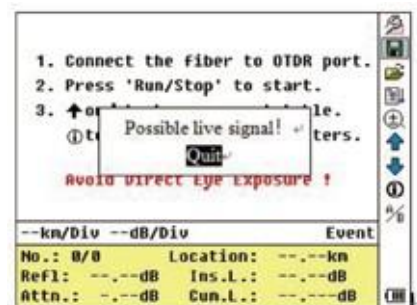 1. Connect the fiber to OTDR port.
2. Press 'Run/Stop' to start.
3. ↑or
le.
Possible live signal! ↵
ⓘt
ters.
Quit↵
Avoid Direct Eye Exposure !
A/B
--km/Div --dB/Div Event
No.: 0/0 Location: --.--km
Refl: --.--dB Ins.L.: --.--dB
Attn.: --.--dB Cum.L.: --.--dB